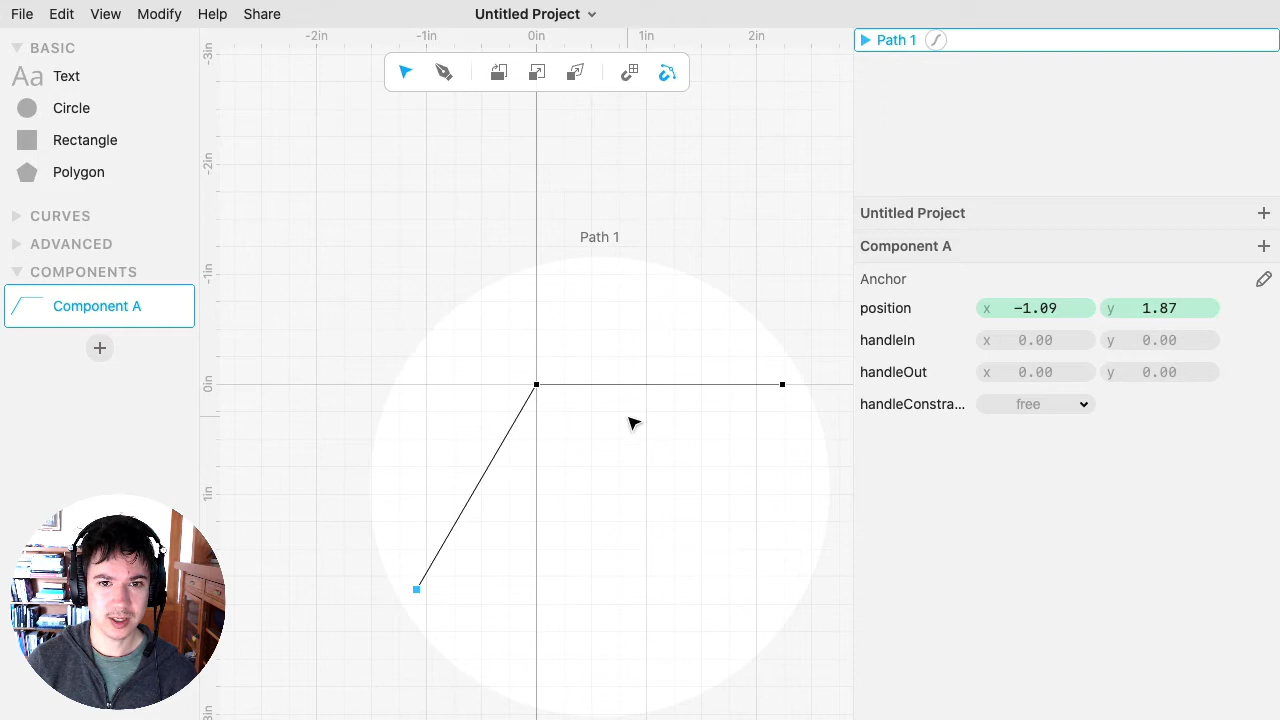 File Edit View Modify Help Share
Untitled Project
BASIC
Aa Text
Circle
Rectangle
Polygon
CURVES
ADVANCED
COMPONENTS
Component A
-2in -1in 0in 1in 2in
-3in
-2in
-1in
0in
1in
3in
Path 1
Path 1
Untitled Project
Component A
Anchor
position x −1.09 y 1.87
handleIn x 0.00 y 0.00
handleOut x 0.00 y 0.00
handleConstra... free